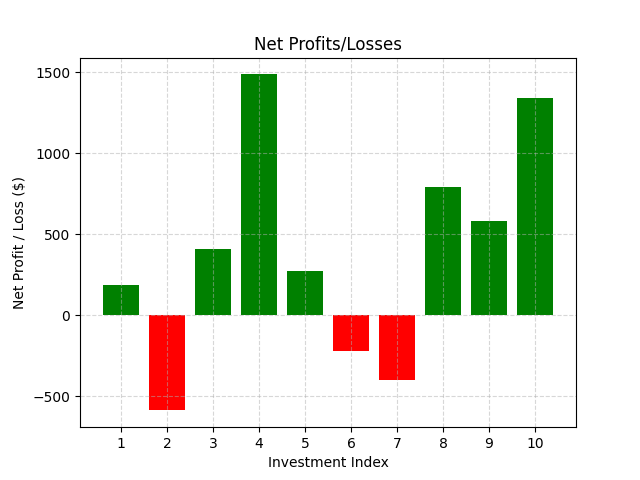 Net Profits/Losses
Net Profit / Loss ($)
1500
1000
500
0
−500
1 2 3 4 5 6 7 8 9 10
Investment Index